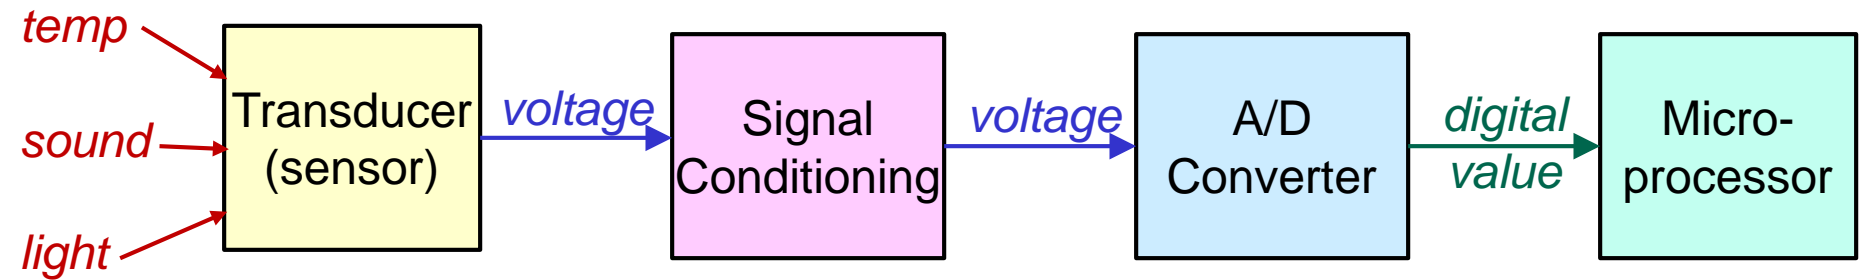 temp
sound
light
Transducer
(sensor)
voltage
Signal
Conditioning
voltage
A/D
Converter
digital
value
Micro-
processor